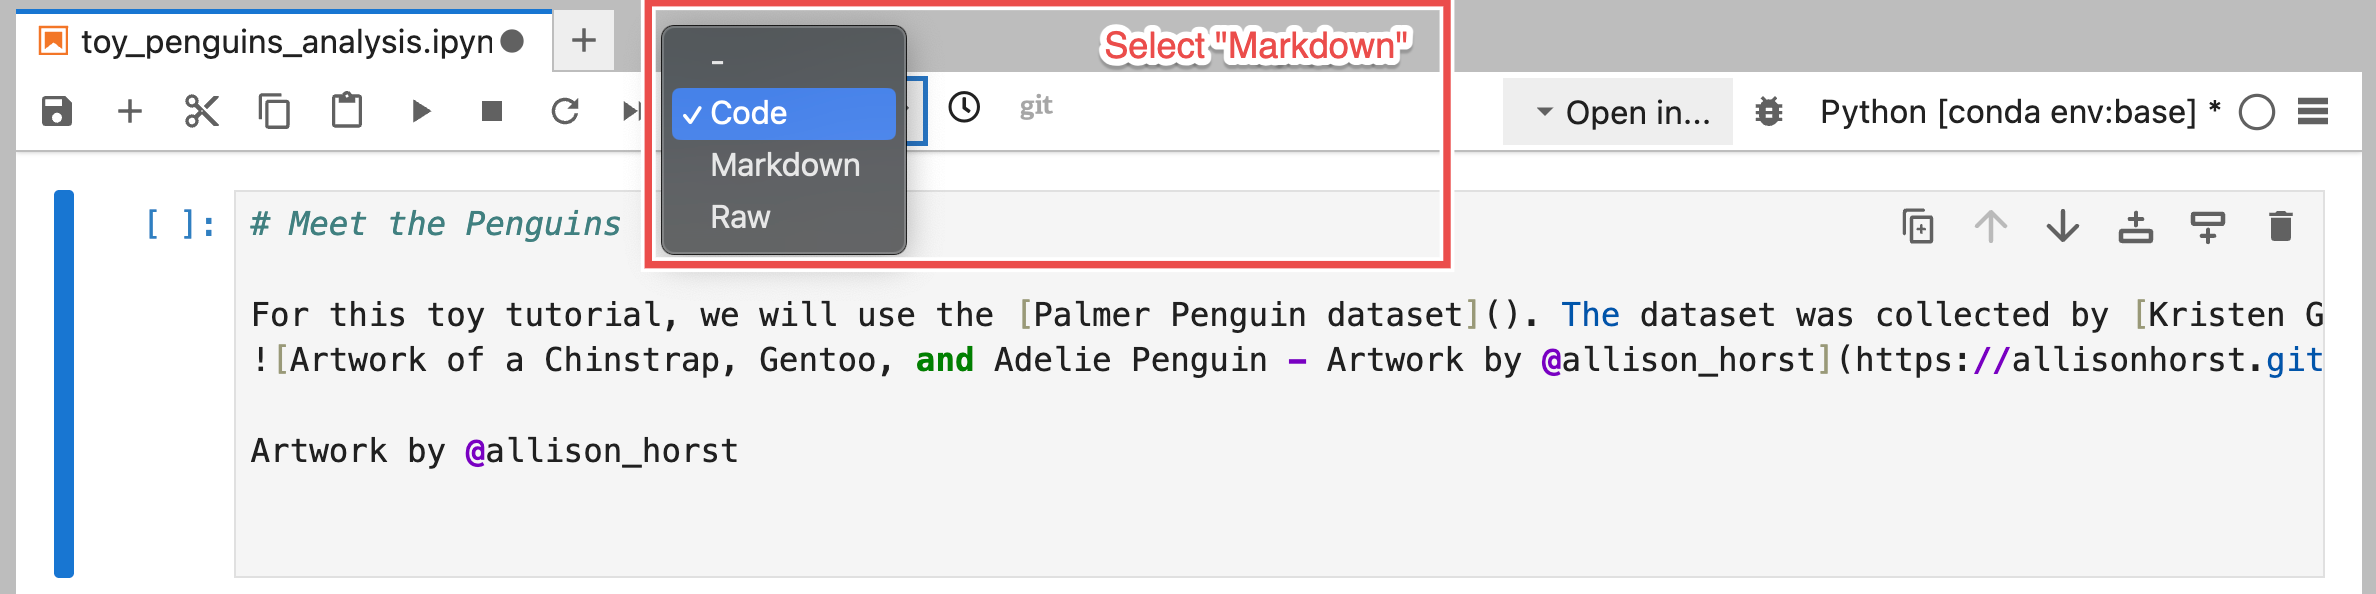 toy_penguins_analysis.ipyn
Select "Markdown"
-
Code
Markdown
Raw
git
Open in...
Python [conda env:base] *
[ ]:
# Meet the Penguins
For this toy tutorial, we will use the [Palmer Penguin dataset](). The dataset was collected by [Kristen G
![Artwork of a Chinstrap, Gentoo, and Adelie Penguin – Artwork by @allison_horst](https://allisonhorst.git
Artwork by @allison_horst